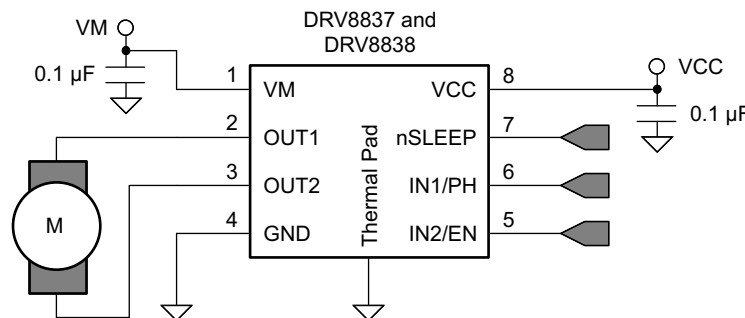 DRV8837 and
DRV8838
VM
0.1 µF
1
VM
VCC
8
VCC
0.1 µF
2
OUT1
nSLEEP
7
3
OUT2
IN1/PH
6
4
GND
IN2/EN
5
Thermal Pad
M